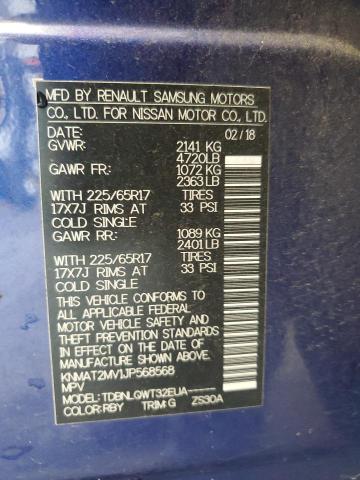 MFD BY RENAULT SAMSUNG MOTORS
CO., LTD. FOR NISSAN MOTOR CO., LTD.
DATE: 02/18
GVWR: 2141 KG
4720LB
GAWR FR: 1072 KG
2363LB
WITH 225/65R17 TIRES
17X7J RIMS AT 33 PSI
COLD SINGLE
GAWR RR: 1089 KG
2401LB
WITH 225/65R17 TIRES
17X7J RIMS AT 33 PSI
COLD SINGLE
THIS VEHICLE CONFORMS TO
ALL APPLICABLE FEDERAL
MOTOR VEHICLE SAFETY
AND THEFT PREVENTION
STANDARDS IN EFFECT ON
THE DATE OF MANUFACTURE
SHOWN ABOVE.
KNMAT2MV1JP568568
MPV
MODEL: TDBNLQWT32EUA------
COLOR:RBY TRIM:G ZS30A